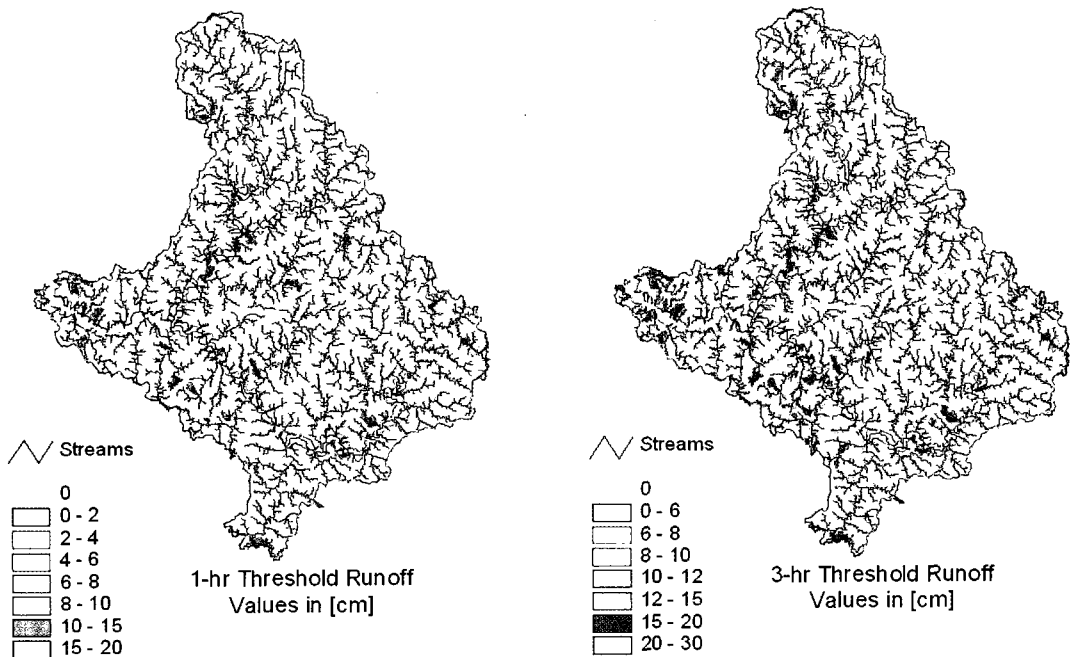 Streams
0
0 - 2
2 - 4
4 - 6
6 - 8
8 - 10
10 - 15
15 - 20
1-hr Threshold Runoff
Values in [cm]
Streams
0
0 - 6
6 - 8
8 - 10
10 - 12
12 - 15
15 - 20
20 - 30
3-hr Threshold Runoff
Values in [cm]